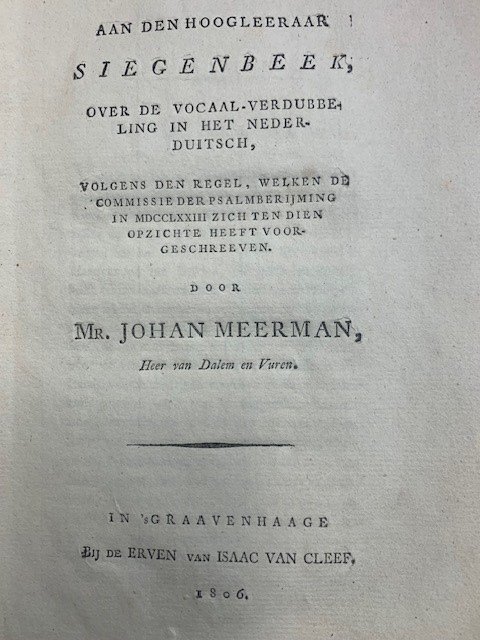 AAN DEN HOOGLEERAAR
SIEGENBEEK,
OVER DE VOCAAL-VERDUBBE-
LING IN HET NEDER-
DUITSCH,
VOLGENS DEN REGEL, WELKEN DE
COMMISSIE DER PSALMBERIJMING
IN MDCCLXXIII ZICH TEN DIEN
OPZICHTE HEEFT VOOR-
GESCHREEVEN.
DOOR
MR. JOHAN MEERMAN,
Heer van Dalem en Vuren.
IN 'sGRAAVENHAAGE
BIJ DE ERVEN VAN ISAAC VAN CLEEF,
1806.